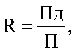 R = Пд / П,